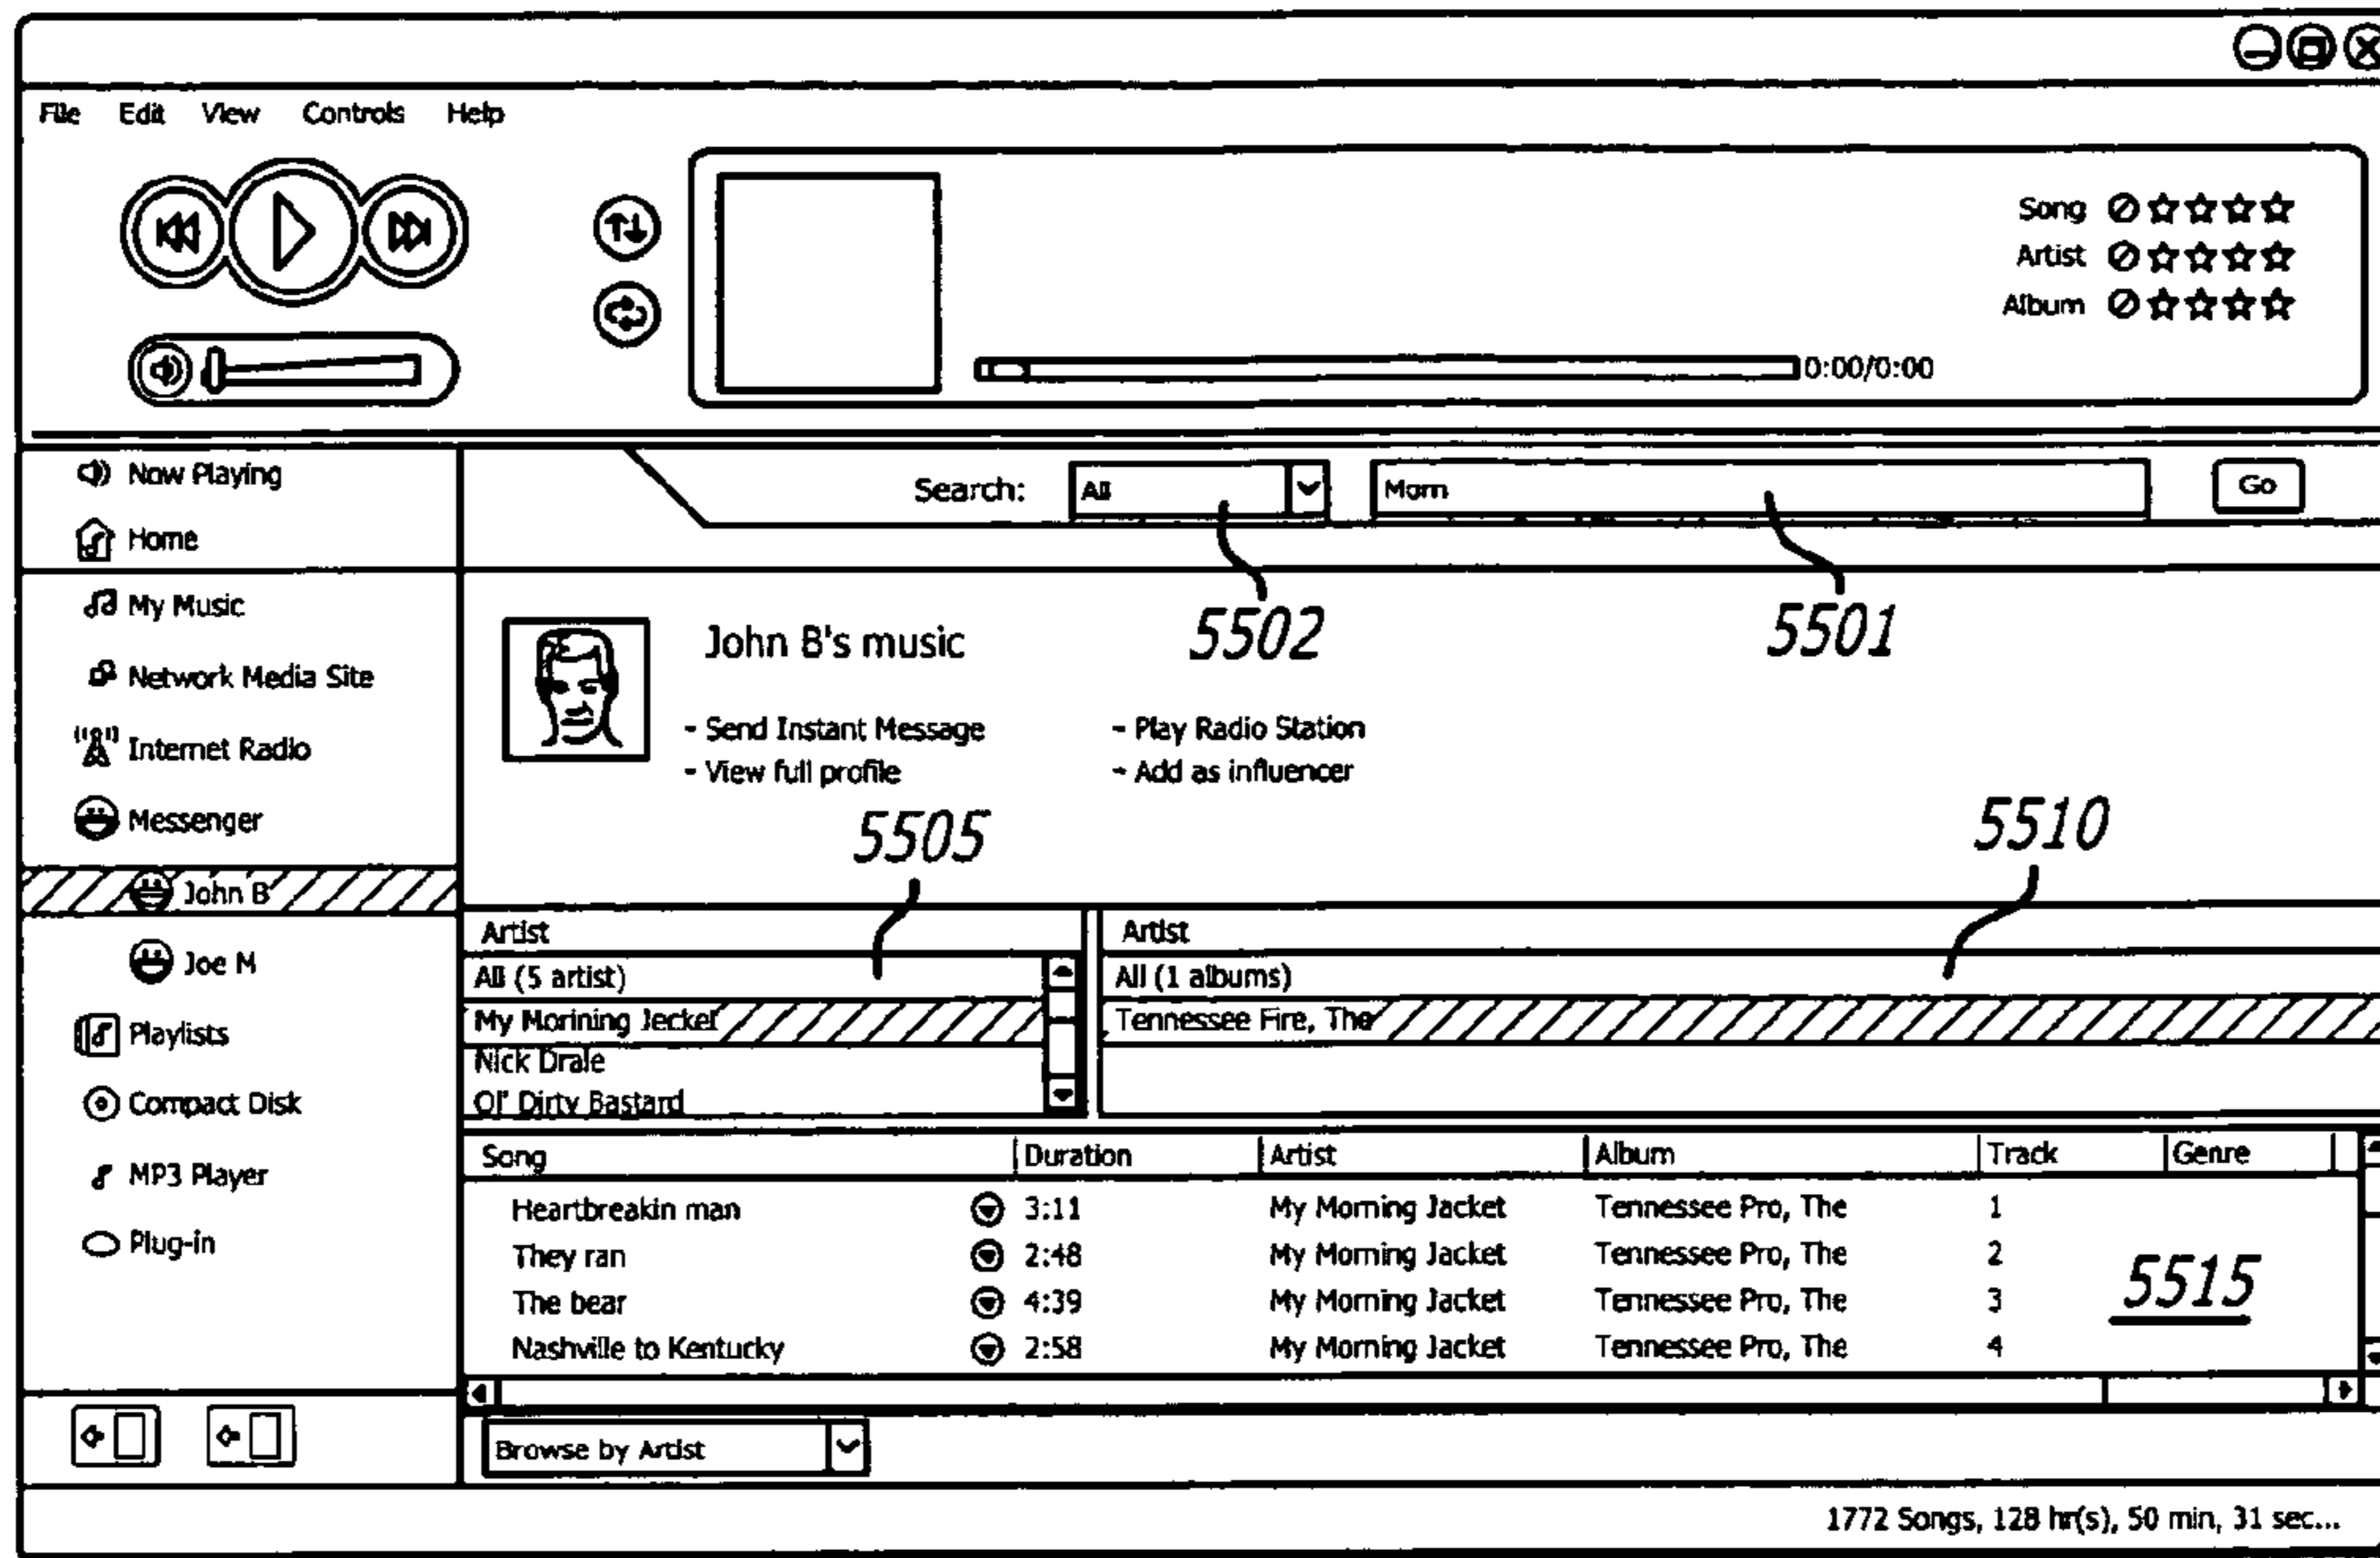 File Edit View Controls Help
Song
Artist
Album
0:00/0:00
Now Playing
Home
My Music
Network Media Site
Internet Radio
Messenger
John B
Joe M
Playlists
Compact Disk
MP3 Player
Plug-in
Search: All Morn Go
5502 5501
John B's music
- Send Instant Message - Play Radio Station
- View full profile - Add as influencer
5505 5510
Artist Artist
All (5 artist) All (1 albums)
My Morining Jecket Tennessee Fire, The
Nick Drale
Ol' Dirty Bastard
Song Duration Artist Album Track Genre
Heartbreakin man 3:11 My Morning Jacket Tennessee Pro, The 1
They ran 2:48 My Morning Jacket Tennessee Pro, The 2
The bear 4:39 My Morning Jacket Tennessee Pro, The 3
Nashville to Kentucky 2:58 My Morning Jacket Tennessee Pro, The 4
5515
Browse by Artist
1772 Songs, 128 hr(s), 50 min, 31 sec...